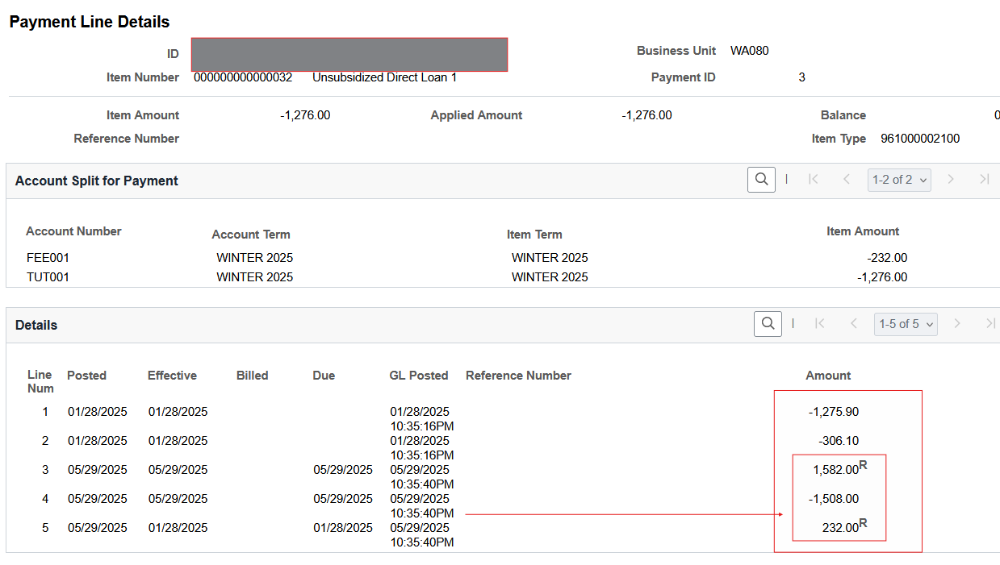 Payment Line Details
ID
Business Unit WA080
Item Number 000000000000032 Unsubsidized Direct Loan 1
Payment ID 3
Item Amount -1,276.00 Applied Amount -1,276.00 Balance 0
Reference Number Item Type 961000002100
Account Split for Payment 1-2 of 2
Account Number Account Term Item Term Item Amount
FEE001 WINTER 2025 WINTER 2025 -232.00
TUT001 WINTER 2025 WINTER 2025 -1,276.00
Details 1-5 of 5
Line Num Posted Effective Billed Due GL Posted Reference Number Amount
1 01/28/2025 01/28/2025 01/28/2025 -1,275.90
10:35:16PM
2 01/28/2025 01/28/2025 01/28/2025 -306.10
10:35:16PM
3 05/29/2025 05/29/2025 05/29/2025 05/29/2025 1,582.00R
10:35:40PM
4 05/29/2025 05/29/2025 05/29/2025 05/29/2025 -1,508.00
10:35:40PM
5 05/29/2025 01/28/2025 01/28/2025 05/29/2025 232.00R
10:35:40PM